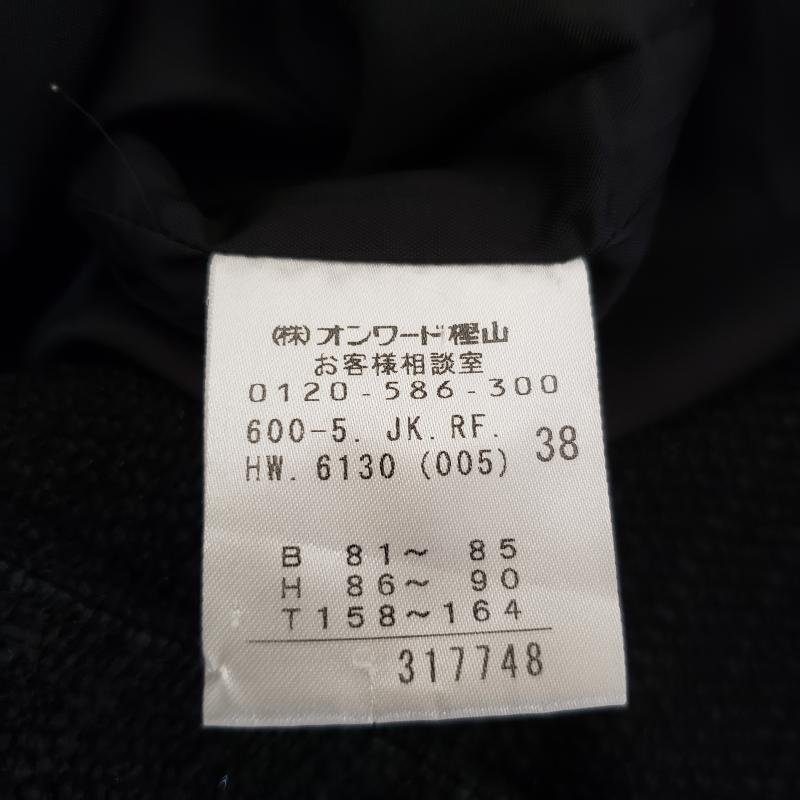 (株)オンワード樫山
お客様相談室
0120-586-300
600-5. JK.RF. 38
HW. 6130 (005)
B 81~ 85
H 86~ 90
T158~164
317748